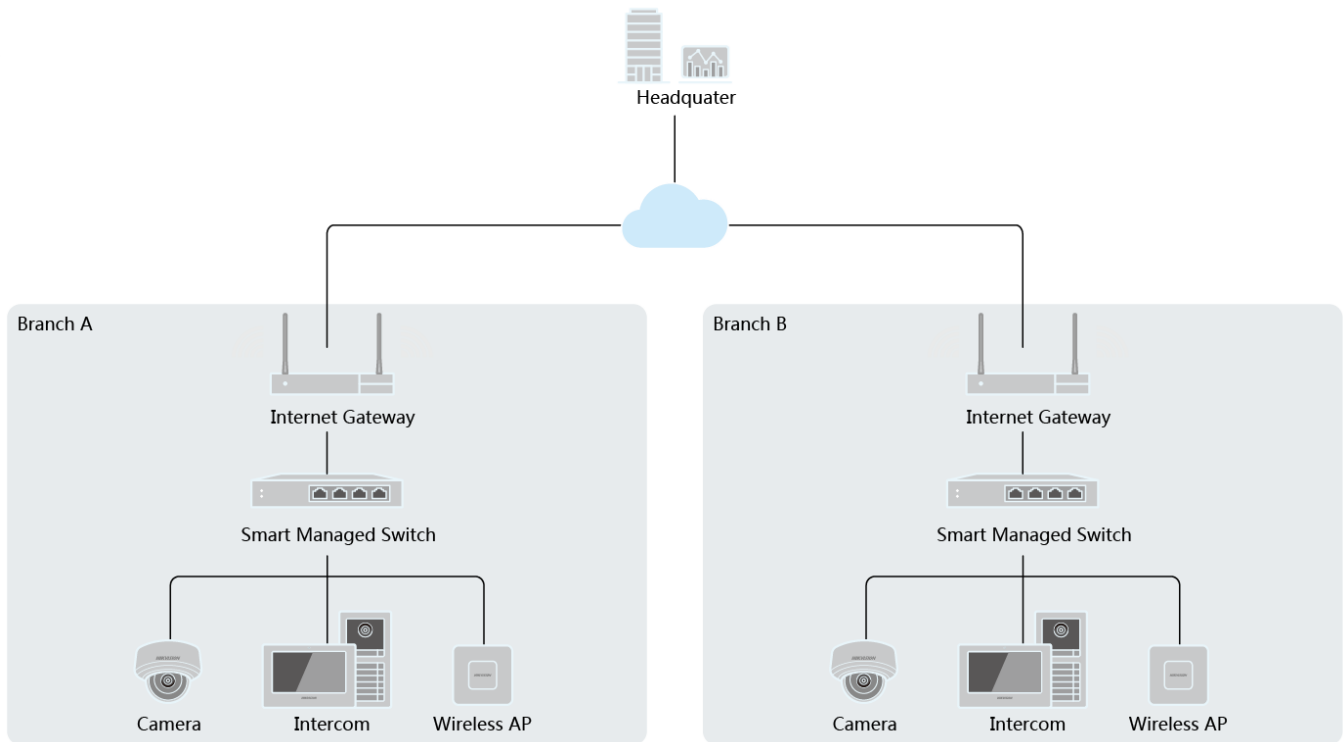 Headquater
Branch A
Internet Gateway
Smart Managed Switch
Camera
Intercom
Wireless AP
Branch B
Internet Gateway
Smart Managed Switch
Camera
Intercom
Wireless AP